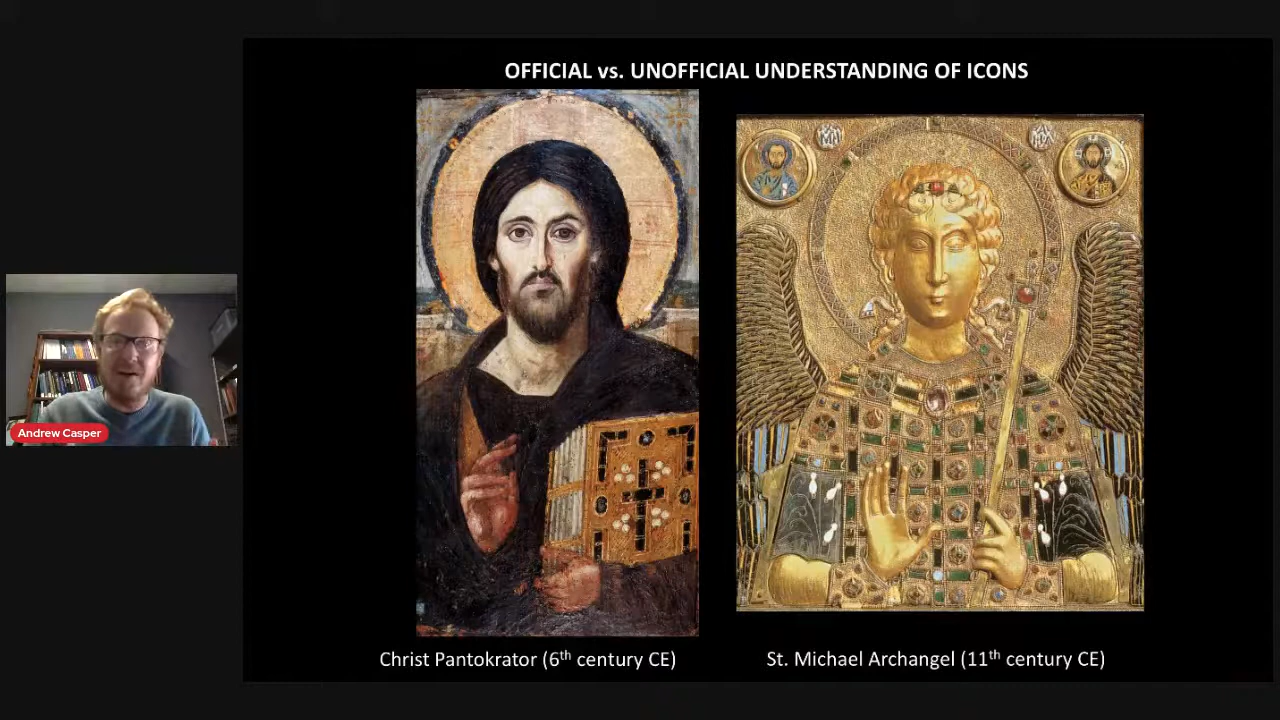 OFFICIAL vs. UNOFFICIAL UNDERSTANDING OF ICONS
Andrew Casper
Christ Pantokrator (6th century CE)
St. Michael Archangel (11th century CE)